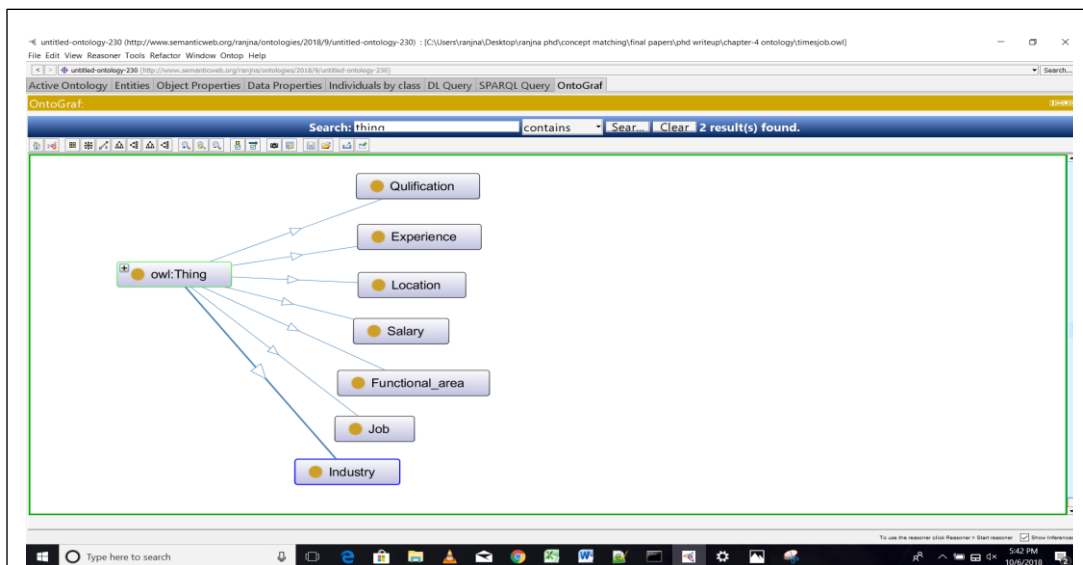 untitled-ontology-230 (http://www.semanticweb.org/ranjna/ontologies/2018/9/untitled-ontology-230) : [C:\Users\ranjna\Desktop\ranjna phd\concept matching\final papers\phd writeup\chapter-4 ontology\timesjob.owl]
File Edit View Reasoner Tools Refactor Window Ontop Help
< > untitled-ontology-230 (http://www.semanticweb.org/ranjna/ontologies/2018/9/untitled-ontology-230) Search...
Active Ontology Entities Object Properties Data Properties Individuals by class DL Query SPARQL Query OntoGraf
OntoGraf:
Search: thing contains Sear... Clear 2 result(s) found.
Qulification
Experience
owl:Thing
Location
Salary
Functional_area
Job
Industry
To use the reasoner click Reasoner > Start reasoner Show Inferences
Type here to search
5:42 PM
10/6/2018
2